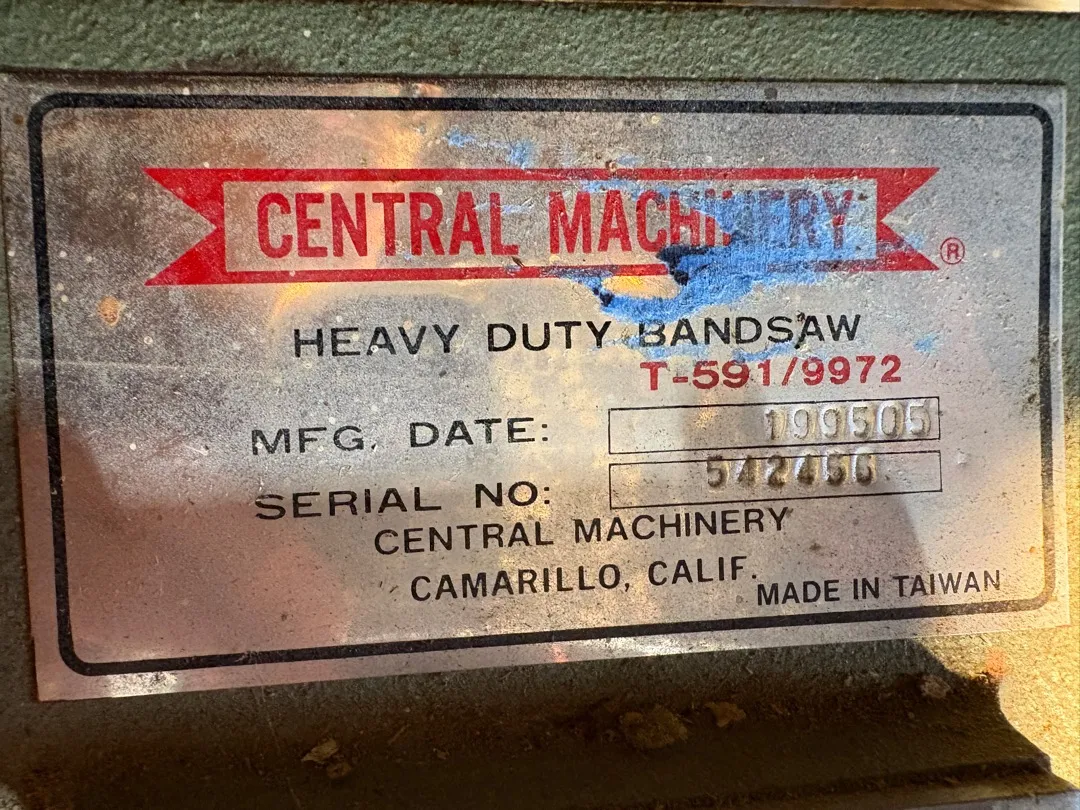 CENTRAL MACHINERY ®
HEAVY DUTY BANDSAW
T-591/9972
MFG. DATE: 199505
SERIAL NO: 542456
CENTRAL MACHINERY
CAMARILLO, CALIF.
MADE IN TAIWAN